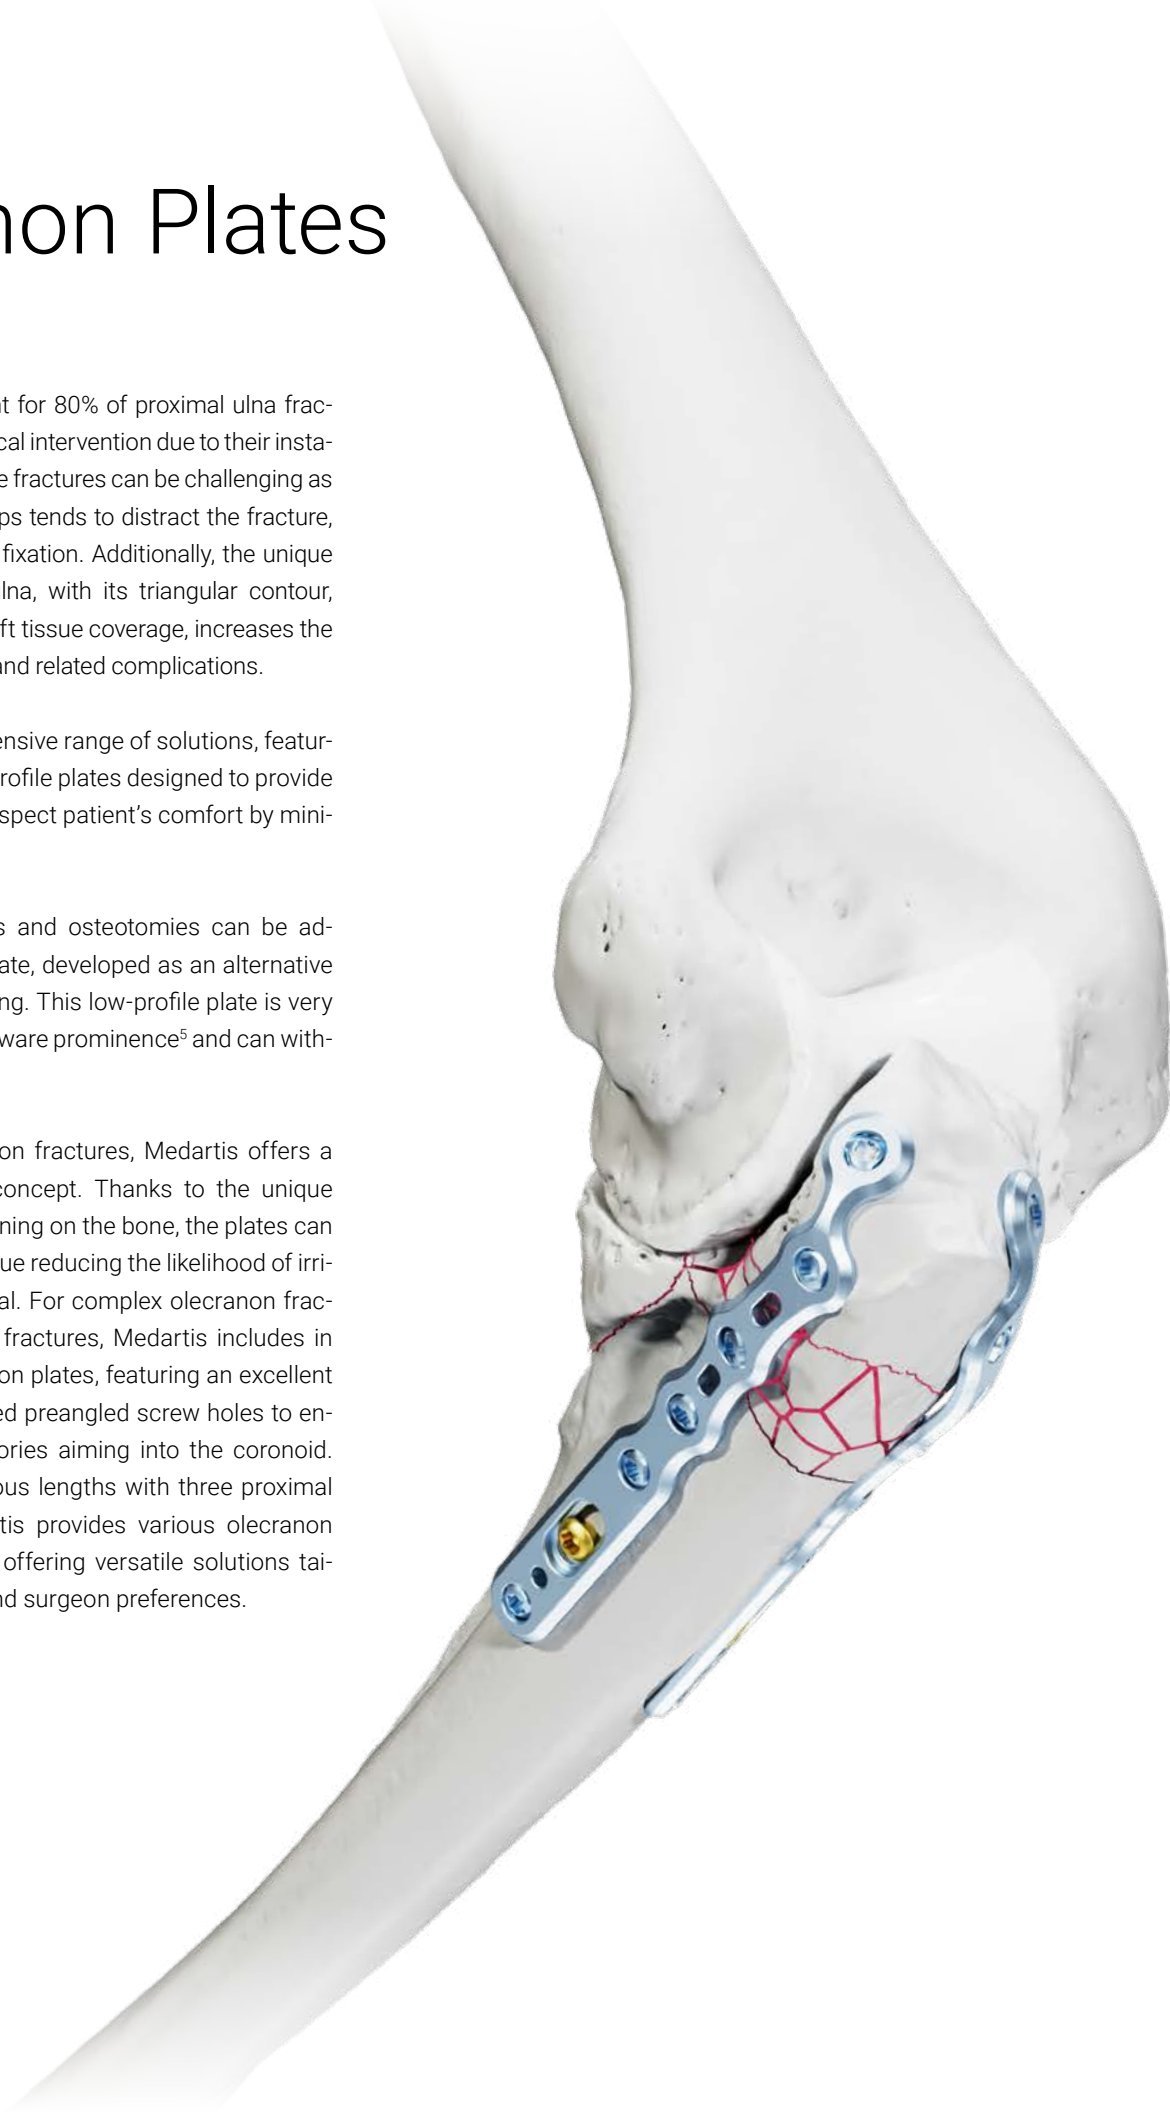 non Plates
t for 80% of proximal ulna frac-
cal intervention due to their insta-
e fractures can be challenging as
ps tends to distract the fracture,
fixation. Additionally, the unique
lna, with its triangular contour,
ft tissue coverage, increases the
and related complications.
ensive range of solutions, featur-
rofile plates designed to provide
spect patient’s comfort by mini-
s and osteotomies can be ad-
ate, developed as an alternative
ng. This low-profile plate is very
ware prominence5 and can with-
on fractures, Medartis offers a
concept. Thanks to the unique
ning on the bone, the plates can
ue reducing the likelihood of irri-
al. For complex olecranon frac-
fractures, Medartis includes in
on plates, featuring an excellent
ed preangled screw holes to en-
ories aiming into the coronoid.
ous lengths with three proximal
tis provides various olecranon
offering versatile solutions tai-
nd surgeon preferences.